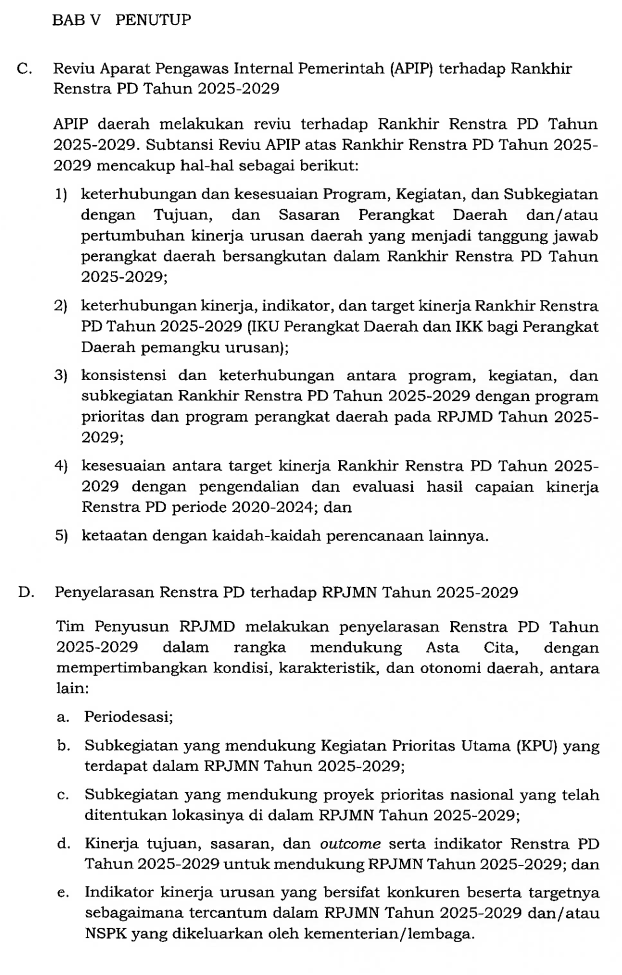 BAB V PENUTUP
C. Reviu Aparat Pengawas Internal Pemerintah (APIP) terhadap Rankhir
Renstra PD Tahun 2025-2029
APIP daerah melakukan reviu terhadap Rankhir Renstra PD Tahun
2025-2029. Subtansi Reviu APIP atas Rankhir Renstra PD Tahun 2025-
2029 mencakup hal-hal sebagai berikut:
1) keterhubungan dan kesesuaian Program, Kegiatan, dan Subkegiatan
dengan Tujuan, dan Sasaran Perangkat Daerah dan/atau
pertumbuhan kinerja urusan daerah yang menjadi tanggung jawab
perangkat daerah bersangkutan dalam Rankhir Renstra PD Tahun
2025-2029;
2) keterhubungan kinerja, indikator, dan target kinerja Rankhir Renstra
PD Tahun 2025-2029 (IKU Perangkat Daerah dan IKK bagi Perangkat
Daerah pemangku urusan);
3) konsistensi dan keterhubungan antara program, kegiatan, dan
subkegiatan Rankhir Renstra PD Tahun 2025-2029 dengan program
prioritas dan program perangkat daerah pada RPJMD Tahun 2025-
2029;
4) kesesuaian antara target kinerja Rankhir Renstra PD Tahun 2025-
2029 dengan pengendalian dan evaluasi hasil capaian kinerja
Renstra PD periode 2020-2024; dan
5) ketaatan dengan kaidah-kaidah perencanaan lainnya.
D. Penyelarasan Renstra PD terhadap RPJMN Tahun 2025-2029
Tim Penyusun RPJMD melakukan penyelarasan Renstra PD Tahun
2025-2029 dalam rangka mendukung Asta Cita, dengan
mempertimbangkan kondisi, karakteristik, dan otonomi daerah, antara
lain:
a. Periodesasi;
b. Subkegiatan yang mendukung Kegiatan Prioritas Utama (KPU) yang
terdapat dalam RPJMN Tahun 2025-2029;
c. Subkegiatan yang mendukung proyek prioritas nasional yang telah
ditentukan lokasinya di dalam RPJMN Tahun 2025-2029;
d. Kinerja tujuan, sasaran, dan outcome serta indikator Renstra PD
Tahun 2025-2029 untuk mendukung RPJMN Tahun 2025-2029; dan
e. Indikator kinerja urusan yang bersifat konkuren beserta targetnya
sebagaimana tercantum dalam RPJMN Tahun 2025-2029 dan/atau
NSPK yang dikeluarkan oleh kementerian/lembaga.